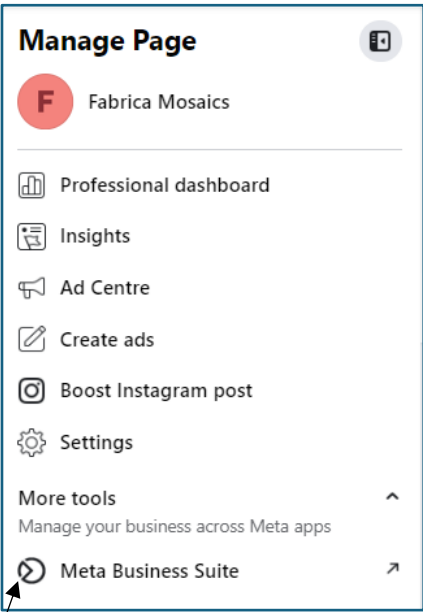 Manage Page
F
Fabrica Mosaics
Professional dashboard
Insights
Ad Centre
Create ads
Boost Instagram post
Settings
More tools
Manage your business across Meta apps
Meta Business Suite